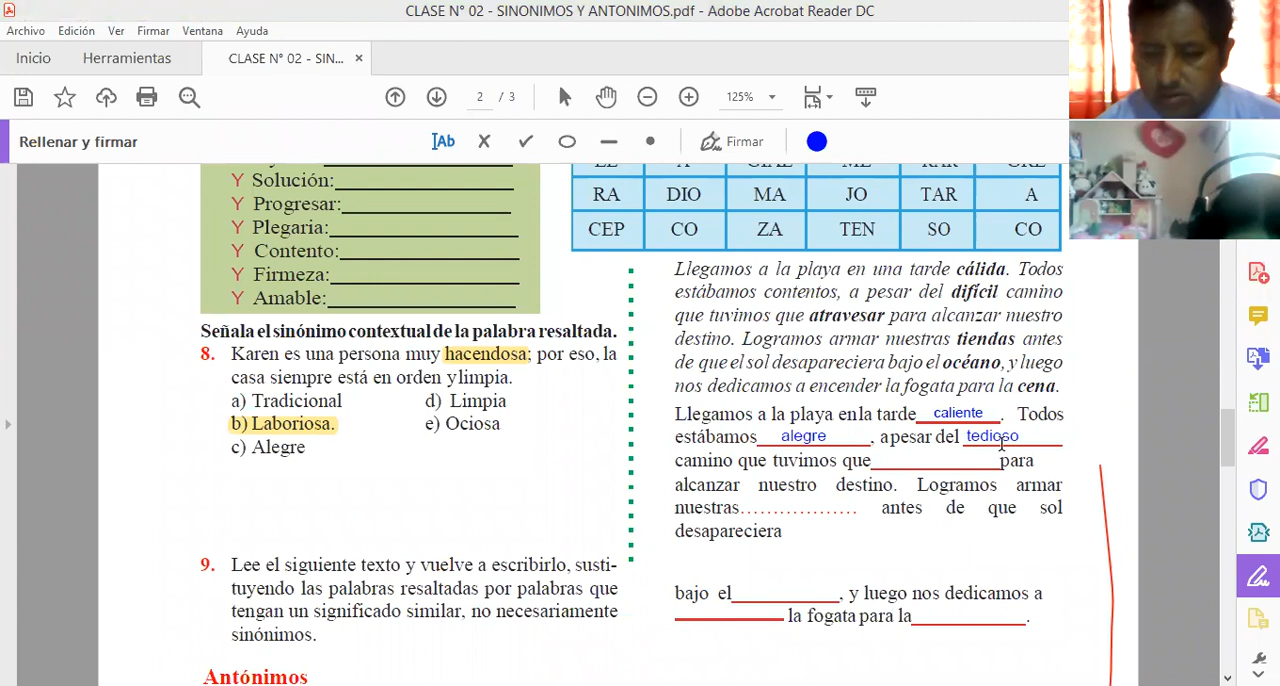 CLASE N° 02 - SINONIMOS Y ANTONIMOS.pdf - Adobe Acrobat Reader DC
Archivo Edición Ver Firmar Ventana Ayuda
Inicio Herramientas CLASE N° 02 - SIN... ×
2 / 3 125%
Rellenar y firmar Ab Firmar
Y Solución:
Y Progresar:
Y Plegaria:
Y Contento:
Y Firmeza:
Y Amable:
RA DIO MA JO TAR A
CEP CO ZA TEN SO CO
Señala el sinónimo contextual de la palabra resaltada.
8. Karen es una persona muy hacendosa; por eso, la
casa siempre está en orden y limpia.
a) Tradicional d) Limpia
b) Laboriosa. e) Ociosa
c) Alegre
9. Lee el siguiente texto y vuelve a escribirlo, susti-
tuyendo las palabras resaltadas por palabras que
tengan un significado similar, no necesariamente
sinónimos.
Antónimos
Llegamos a la playa en una tarde cálida. Todos
estábamos contentos, a pesar del difícil camino
que tuvimos que atravesar para alcanzar nuestro
destino. Logramos armar nuestras tiendas antes
de que el sol desapareciera bajo el océano, y luego
nos dedicamos a encender la fogata para la cena.
Llegamos a la playa en la tarde caliente. Todos
estábamos alegre, a pesar del tedioso
camino que tuvimos que para
alcanzar nuestro destino. Logramos armar
nuestras.................. antes de que sol
desapareciera
bajo el____________, y luego nos dedicamos a
____________ la fogata para la____________.